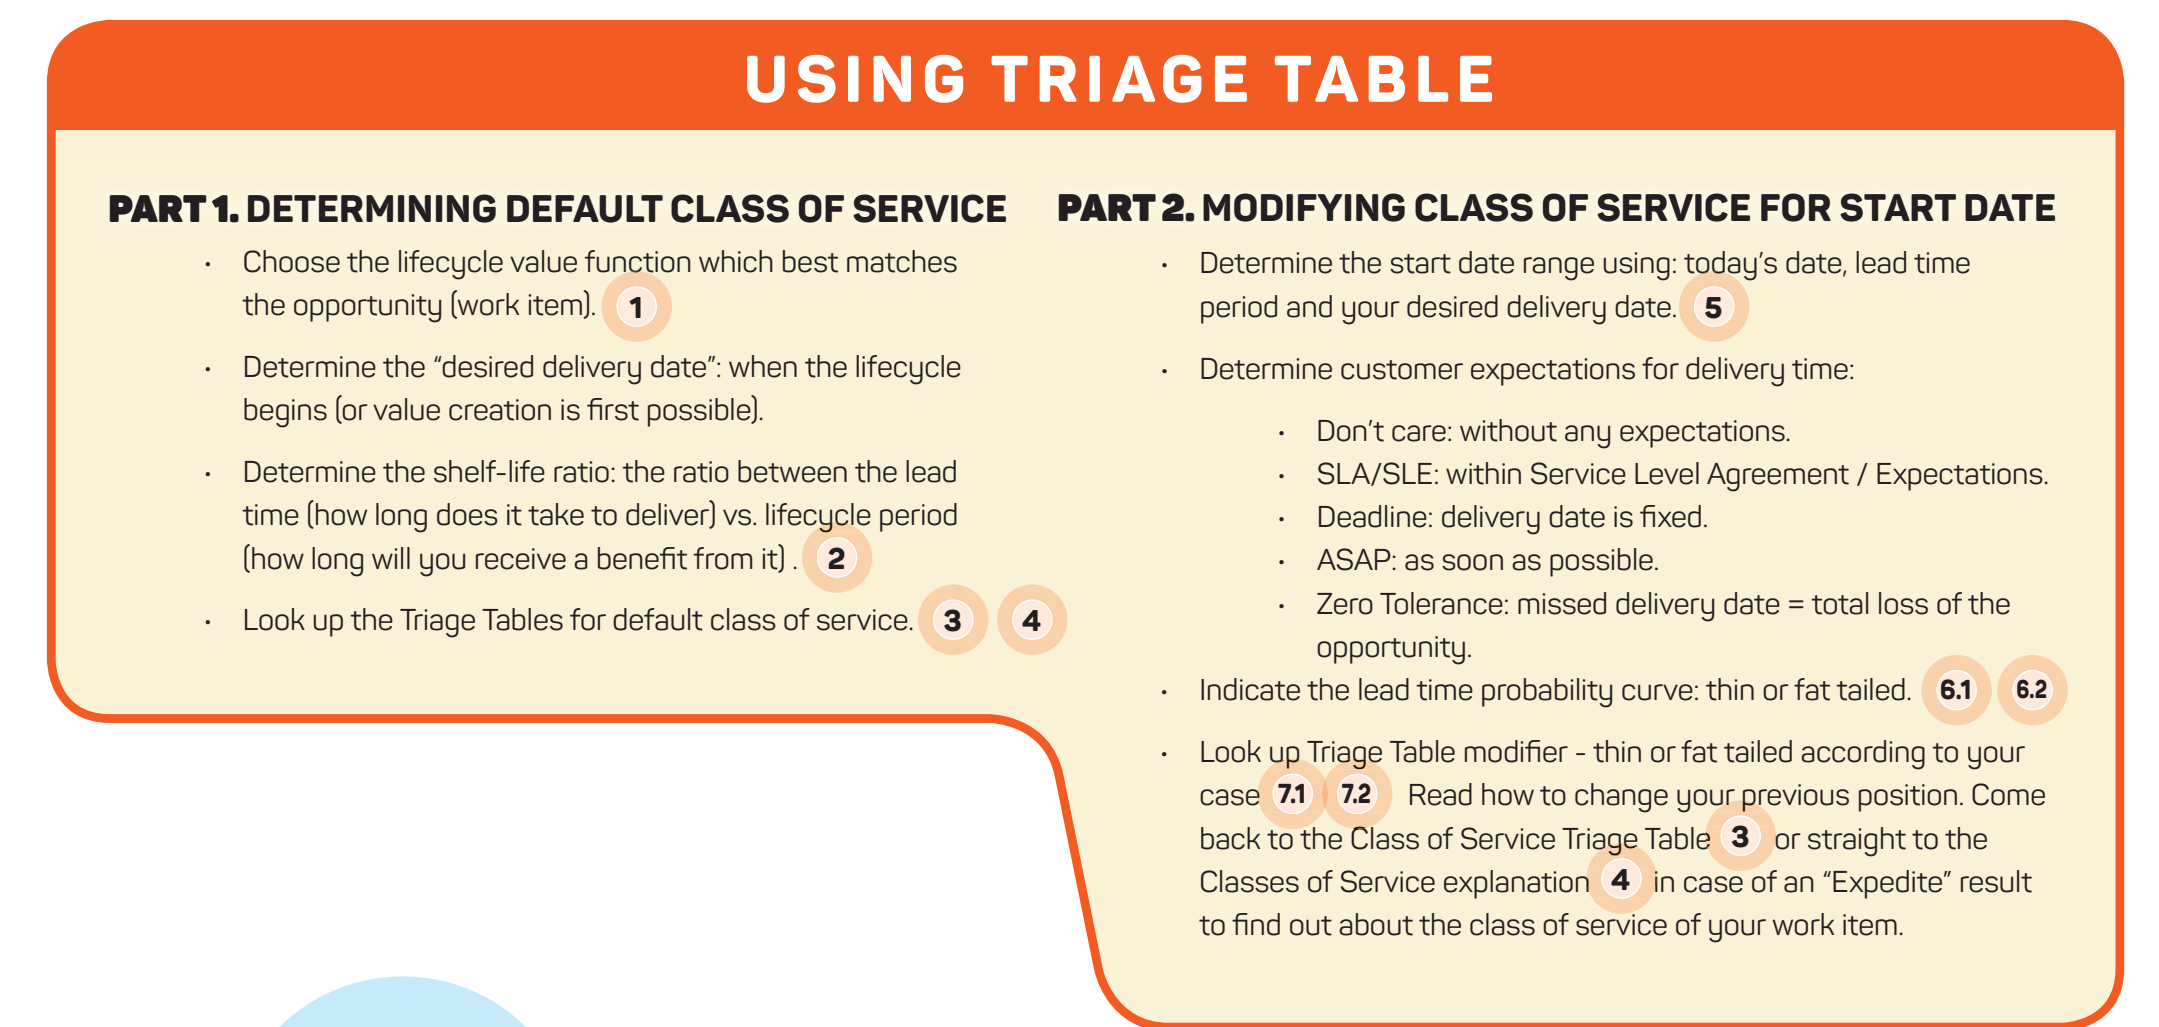 USING TRIAGE TABLE
PART 1. DETERMINING DEFAULT CLASS OF SERVICE
• Choose the lifecycle value function which best matches
the opportunity (work item). 1
• Determine the “desired delivery date”: when the lifecycle
begins (or value creation is first possible).
• Determine the shelf-life ratio: the ratio between the lead
time (how long does it take to deliver) vs. lifecycle period
(how long will you receive a benefit from it) . 2
• Look up the Triage Tables for default class of service. 3 4
PART 2. MODIFYING CLASS OF SERVICE FOR START DATE
• Determine the start date range using: today’s date, lead time
period and your desired delivery date. 5
• Determine customer expectations for delivery time:
• Don’t care: without any expectations.
• SLA/SLE: within Service Level Agreement / Expectations.
• Deadline: delivery date is fixed.
• ASAP: as soon as possible.
• Zero Tolerance: missed delivery date = total loss of the
opportunity.
• Indicate the lead time probability curve: thin or fat tailed. 6.1 6.2
• Look up Triage Table modifier - thin or fat tailed according to your
case 7.1 7.2 Read how to change your previous position. Come
back to the Class of Service Triage Table 3 or straight to the
Classes of Service explanation 4 in case of an “Expedite” result
to find out about the class of service of your work item.